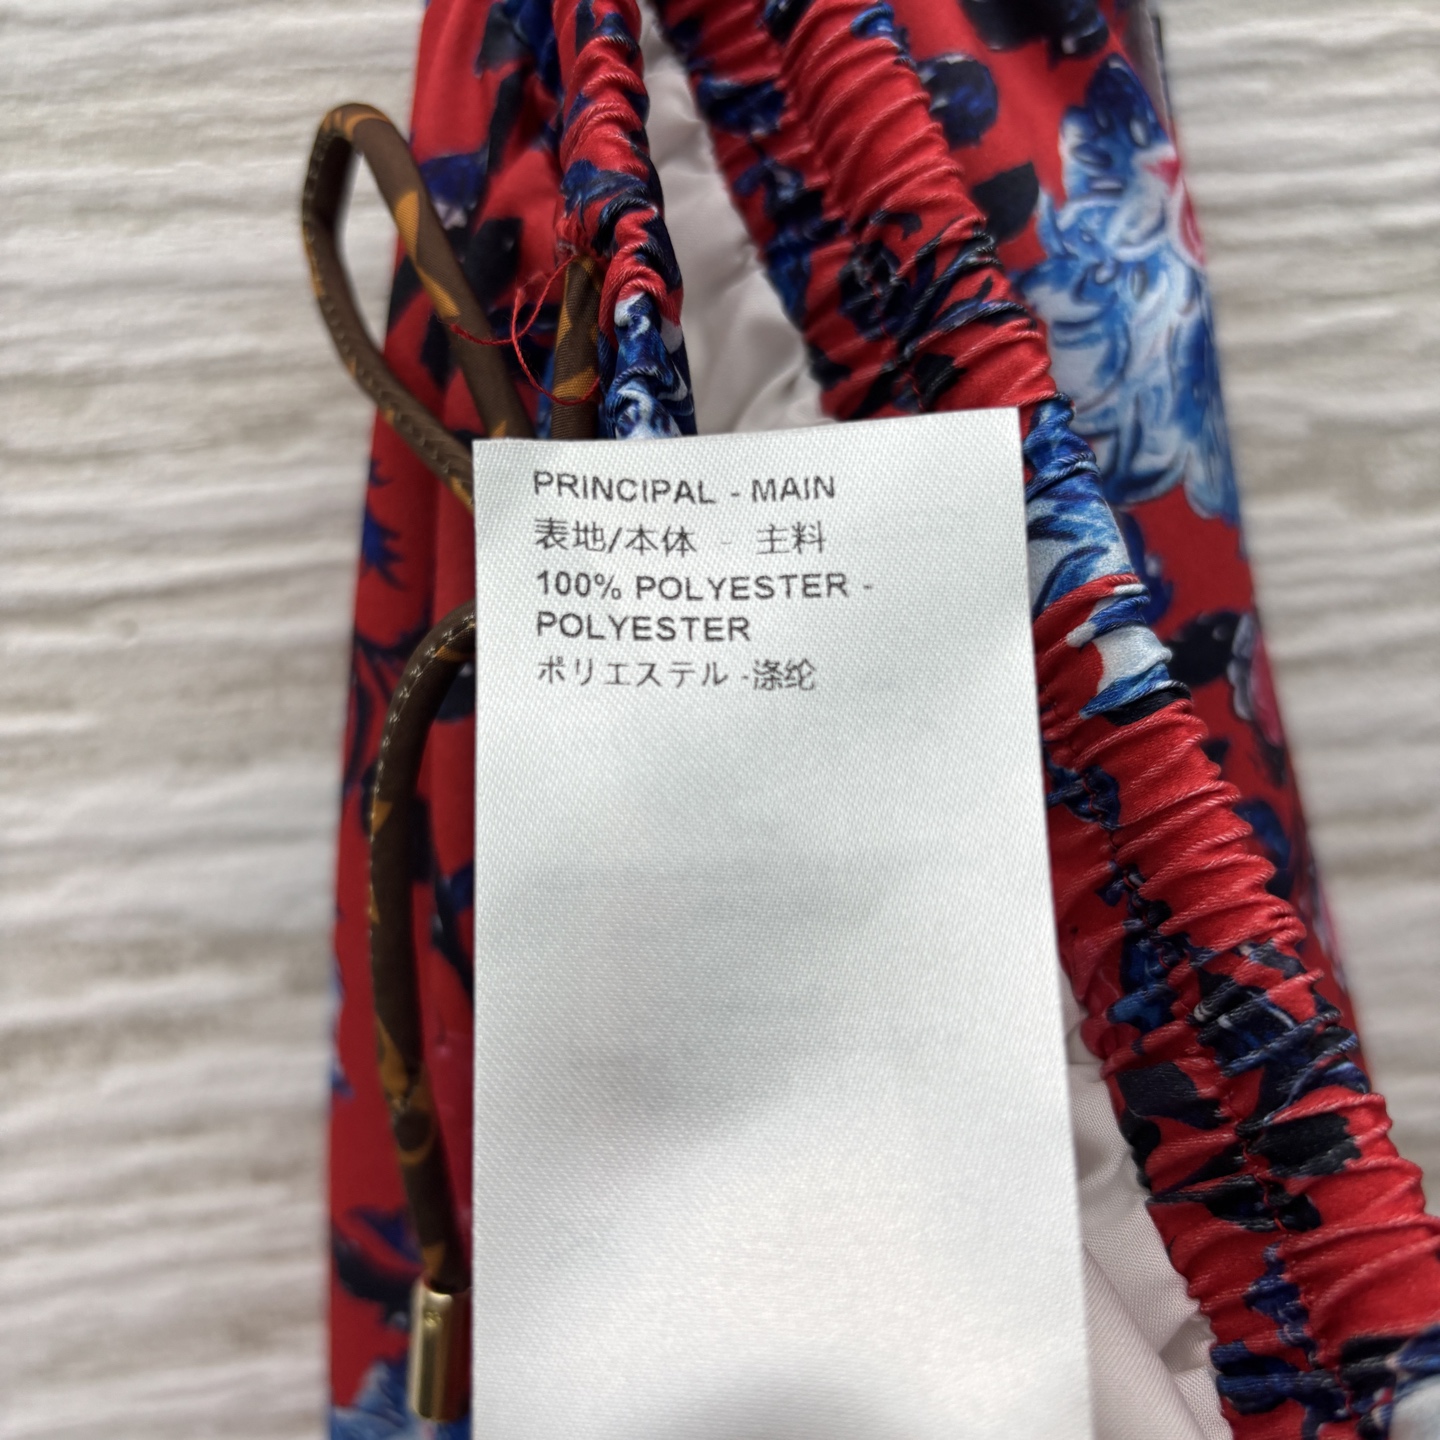 PRINCIPAL - MAIN
表地/本体 - 主料
100% POLYESTER -
POLYESTER
ポリエステル -涤纶